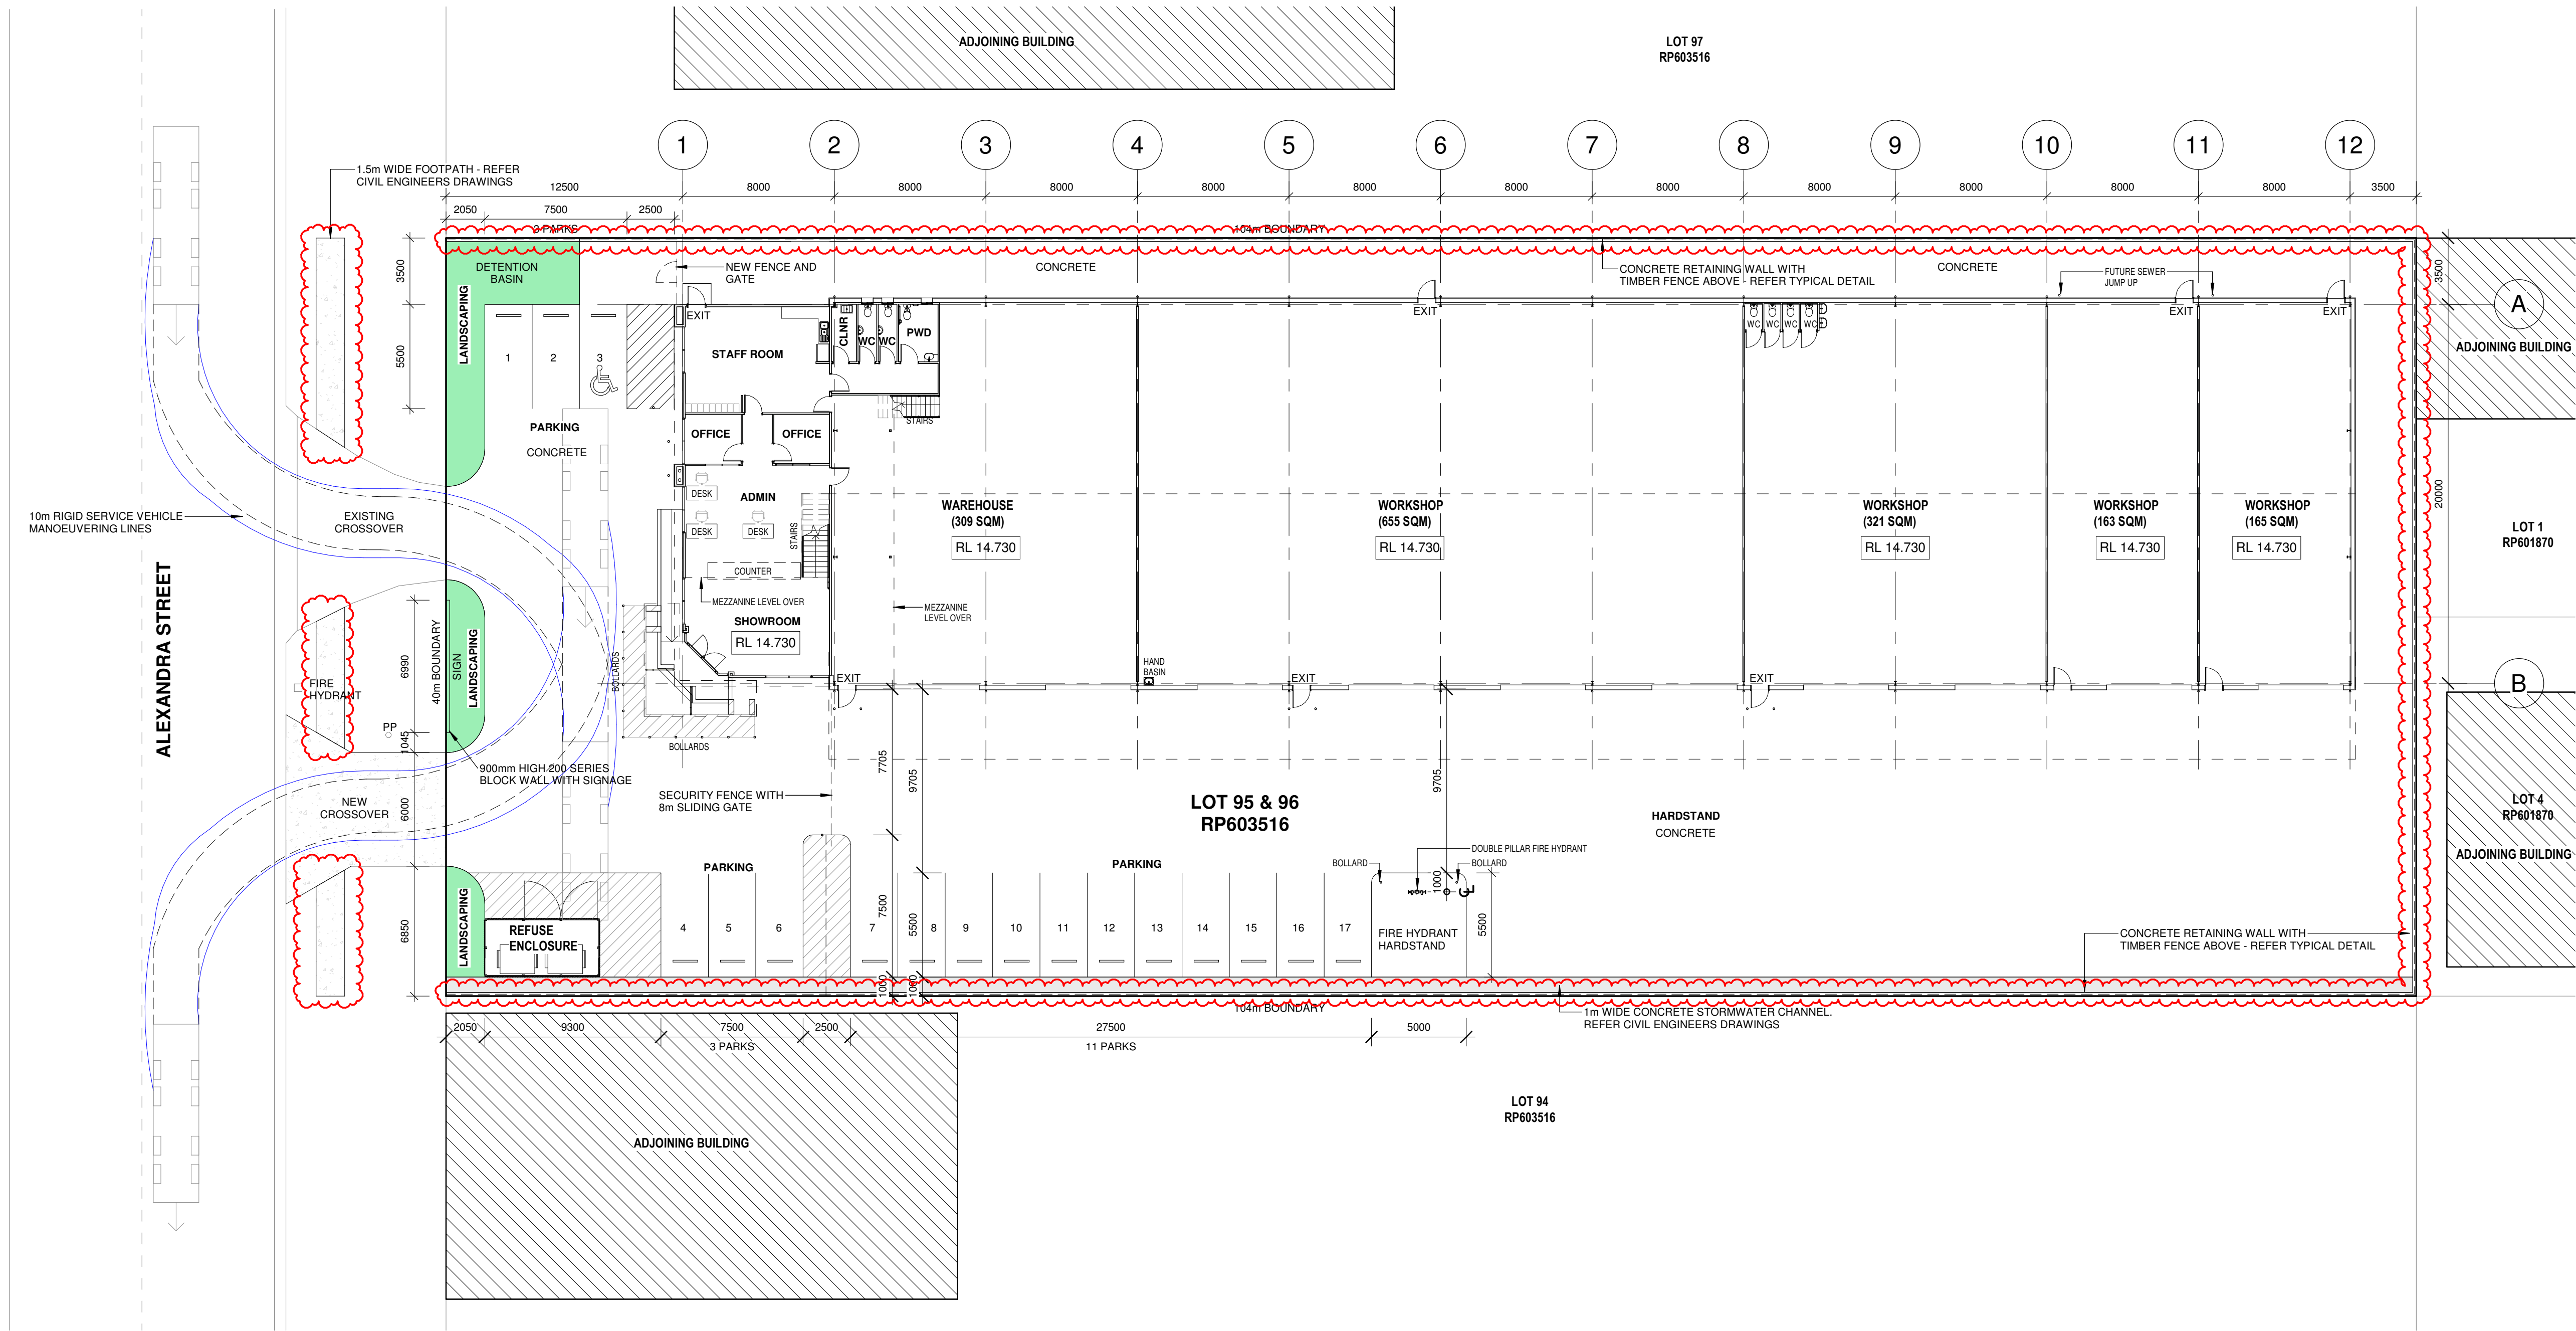 ADJOINING BUILDING
LOT 97
RP603516
1
2
3
4
5
6
7
8
9
10
11
12
1.5m WIDE FOOTPATH - REFER
CIVIL ENGINEERS DRAWINGS
12500
8000
8000
8000
8000
8000
8000
8000
8000
8000
8000
8000
3500
2050
7500
2500
3 PARKS
104m BOUNDARY
3500
DETENTION
BASIN
NEW FENCE AND
GATE
CONCRETE
CONCRETE RETAINING WALL WITH
TIMBER FENCE ABOVE - REFER TYPICAL DETAIL
CONCRETE
FUTURE SEWER
JUMP UP
3500
A
LANDSCAPING
5500
1
2
3
EXIT
STAFF ROOM
CLNR
WC
WC
PWD
EXIT
WC
WC
WC
WC
EXIT
EXIT
ADJOINING BUILDING
STAIRS
PARKING
CONCRETE
OFFICE
OFFICE
ADMIN
DESK
DESK
DESK
STAIRS
COUNTER
MEZZANINE LEVEL OVER
SHOWROOM
RL 14.730
MEZZANINE
LEVEL OVER
WAREHOUSE
(309 SQM)
RL 14.730
WORKSHOP
(655 SQM)
RL 14.730
WORKSHOP
(321 SQM)
RL 14.730
WORKSHOP
(163 SQM)
RL 14.730
WORKSHOP
(165 SQM)
RL 14.730
20000
LOT 1
RP601870
10m RIGID SERVICE VEHICLE
MANOEUVERING LINES
EXISTING
CROSSOVER
ALEXANDRA STREET
6990
40m BOUNDARY
SIGN
LANDSCAPING
FIRE
HYDRANT
PP
1045
BOLLARDS
BOLLARDS
EXIT
HAND
BASIN
EXIT
EXIT
B
900mm HIGH 200 SERIES
BLOCK WALL WITH SIGNAGE
NEW
CROSSOVER
6000
SECURITY FENCE WITH
8m SLIDING GATE
7705
9705
9705
LOT 95 & 96
RP603516
HARDSTAND
CONCRETE
LOT 4
RP601870
ADJOINING BUILDING
PARKING
PARKING
BOLLARD
DOUBLE PILLAR FIRE HYDRANT
BOLLARD
1000
6850
LANDSCAPING
REFUSE
ENCLOSURE
4
5
6
7
7500
5500
8
9
10
11
12
13
14
15
16
17
FIRE HYDRANT
HARDSTAND
5500
1000
1000
CONCRETE RETAINING WALL WITH
TIMBER FENCE ABOVE - REFER TYPICAL DETAIL
104m BOUNDARY
1m WIDE CONCRETE STORMWATER CHANNEL.
REFER CIVIL ENGINEERS DRAWINGS
2050
9300
7500
2500
27500
5000
3 PARKS
11 PARKS
LOT 94
RP603516
ADJOINING BUILDING